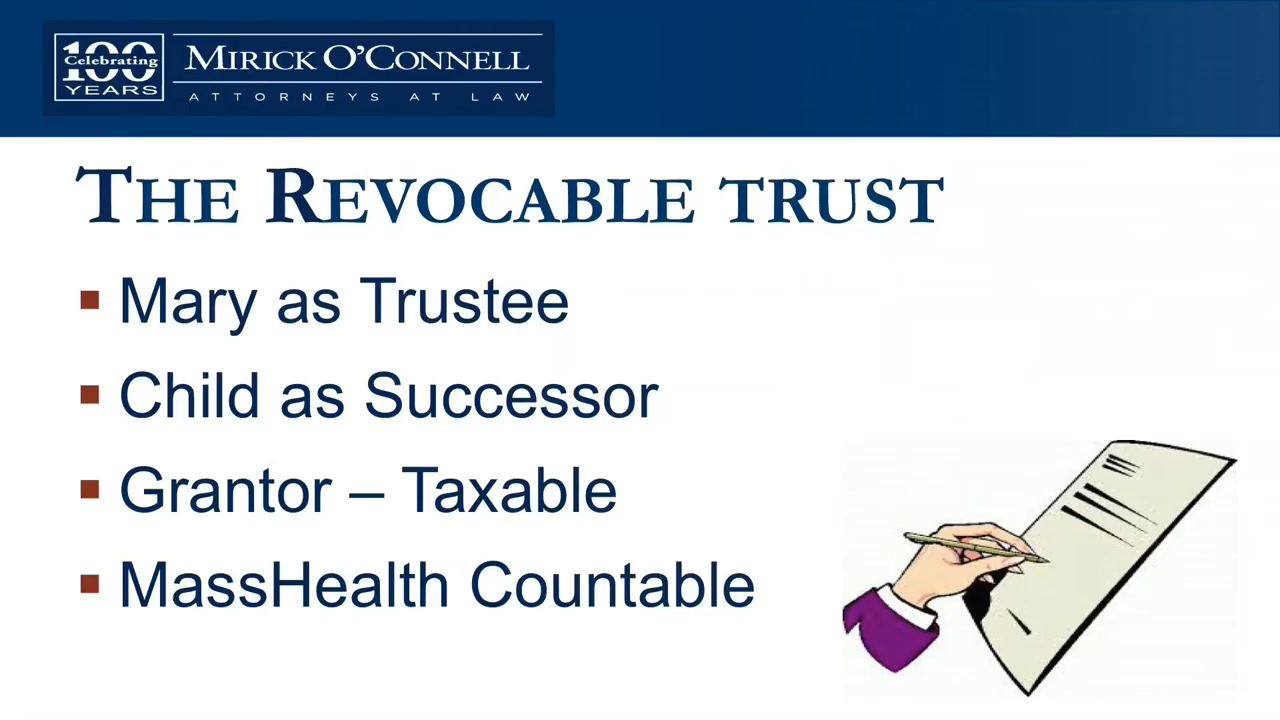 100
Celebrating
YEARS
MIRICK O'CONNELL
ATTORNEYS AT LAW
THE REVOCABLE TRUST
Mary as Trustee
Child as Successor
Grantor – Taxable
MassHealth Countable